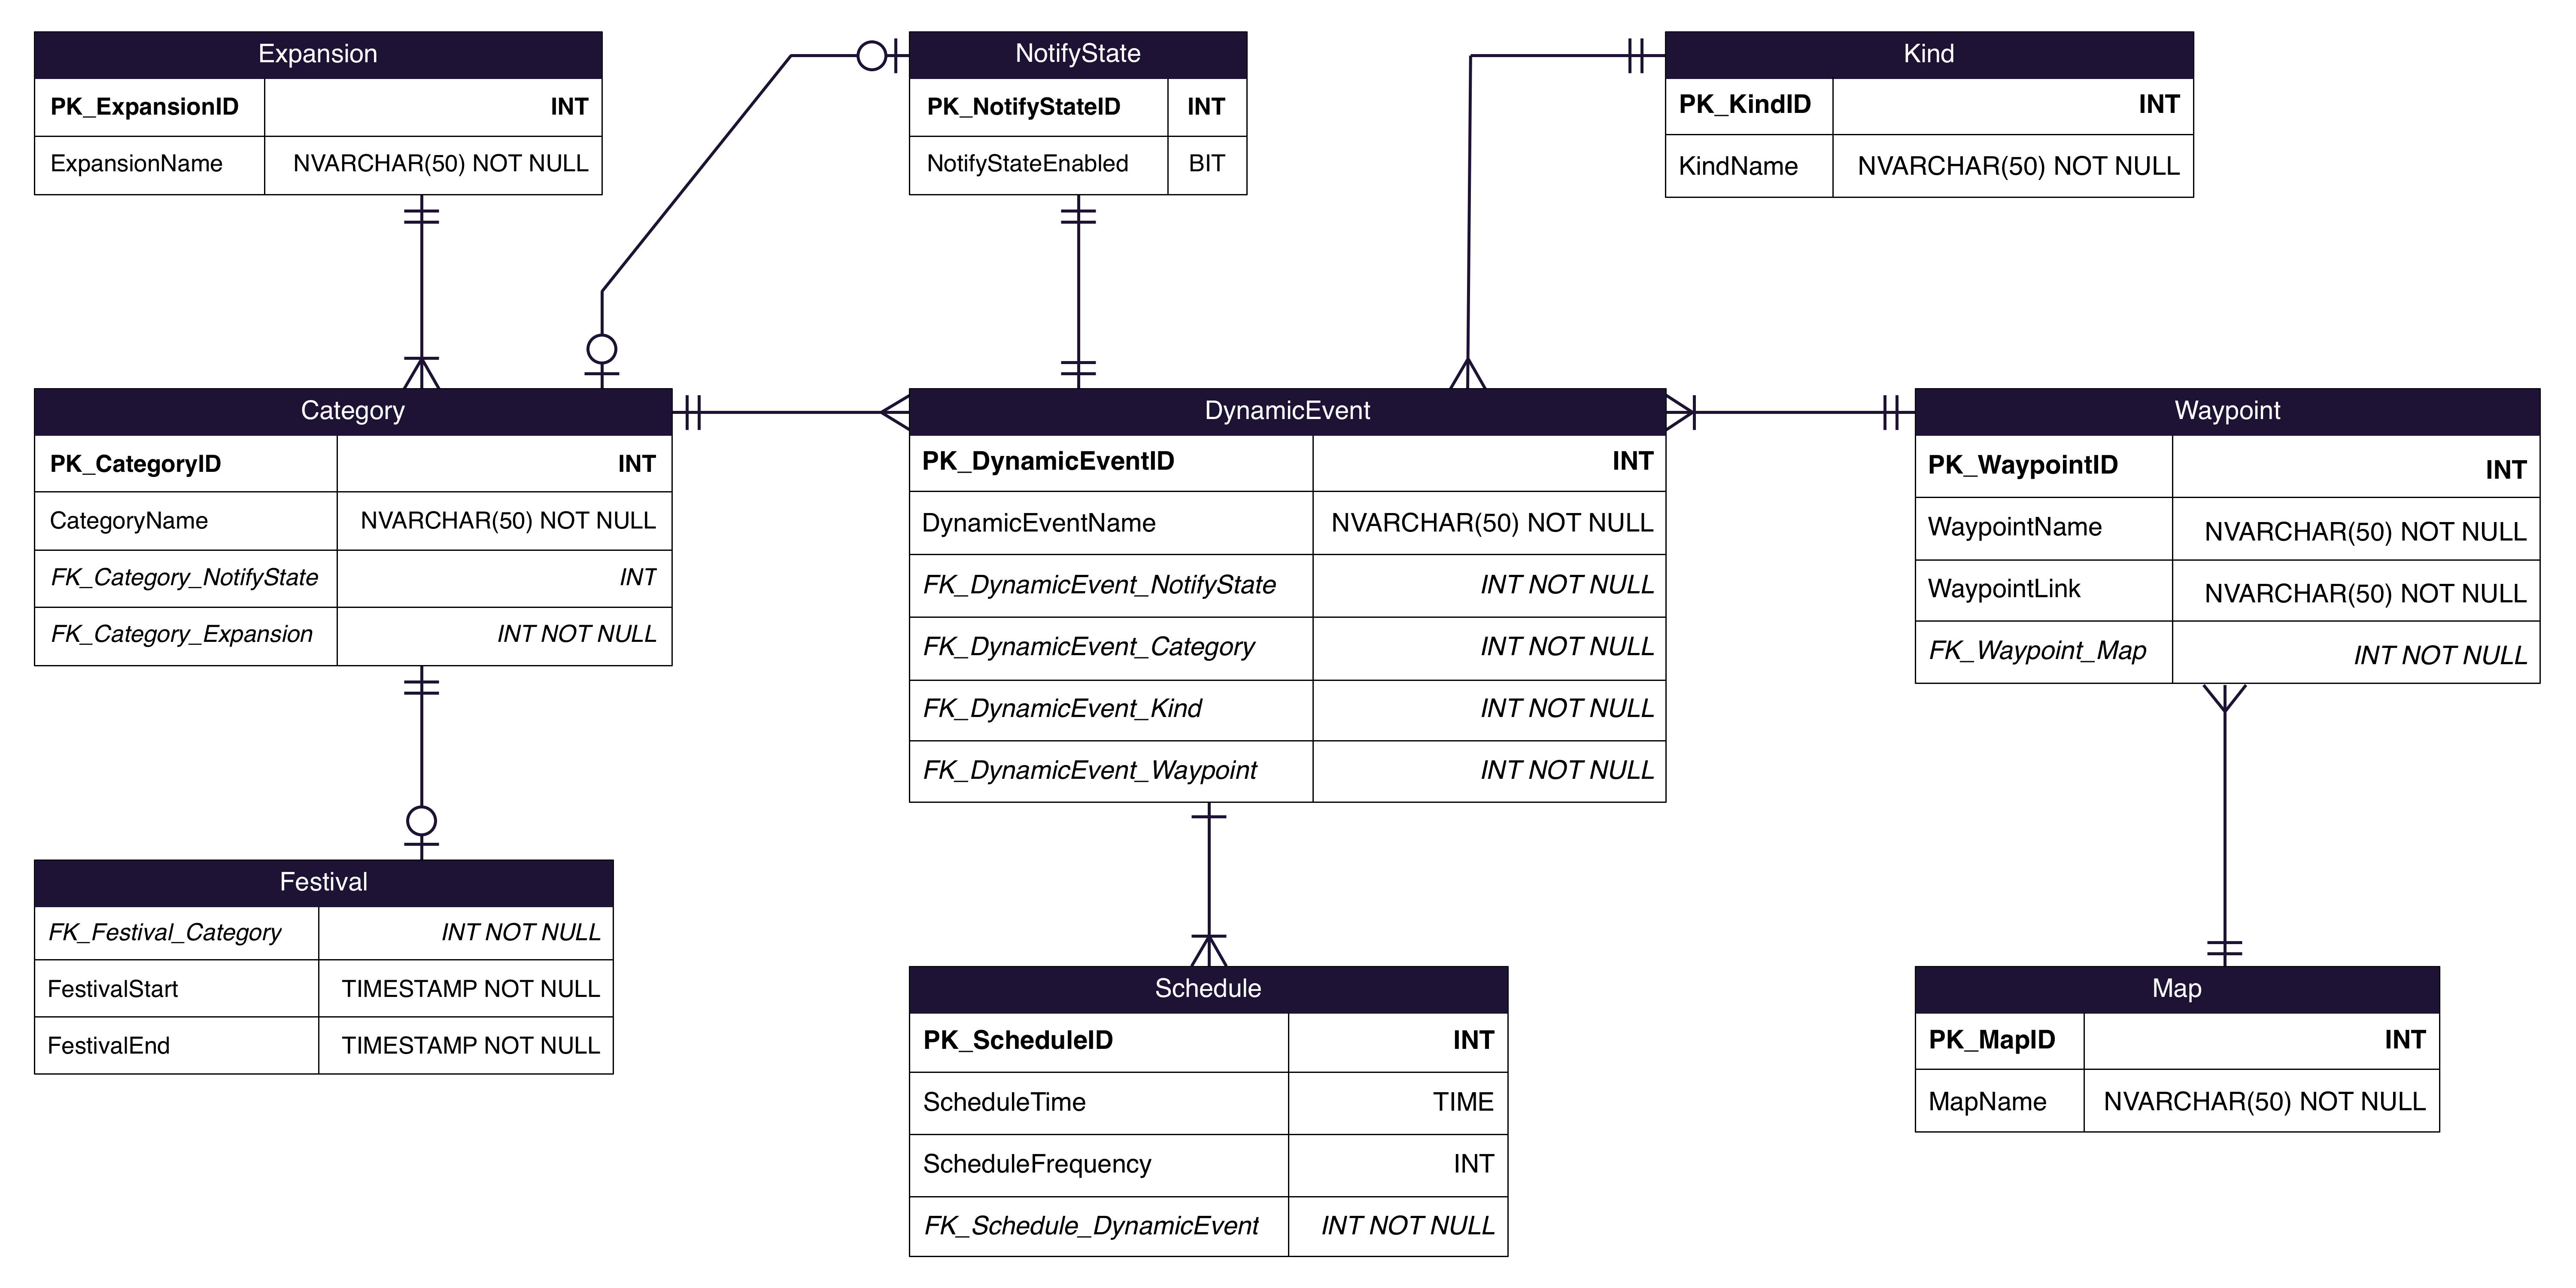 Expansion
PK_ExpansionID INT
ExpansionName NVARCHAR(50) NOT NULL
NotifyState
PK_NotifyStateID INT
NotifyStateEnabled BIT
Kind
PK_KindID INT
KindName NVARCHAR(50) NOT NULL
Category
PK_CategoryID INT
CategoryName NVARCHAR(50) NOT NULL
FK_Category_NotifyState INT
FK_Category_Expansion INT NOT NULL
DynamicEvent
PK_DynamicEventID INT
DynamicEventName NVARCHAR(50) NOT NULL
FK_DynamicEvent_NotifyState INT NOT NULL
FK_DynamicEvent_Category INT NOT NULL
FK_DynamicEvent_Kind INT NOT NULL
FK_DynamicEvent_Waypoint INT NOT NULL
Waypoint
PK_WaypointID INT
WaypointName NVARCHAR(50) NOT NULL
WaypointLink NVARCHAR(50) NOT NULL
FK_Waypoint_Map INT NOT NULL
Festival
FK_Festival_Category INT NOT NULL
FestivalStart TIMESTAMP NOT NULL
FestivalEnd TIMESTAMP NOT NULL
Schedule
PK_ScheduleID INT
ScheduleTime TIME
ScheduleFrequency INT
FK_Schedule_DynamicEvent INT NOT NULL
Map
PK_MapID INT
MapName NVARCHAR(50) NOT NULL